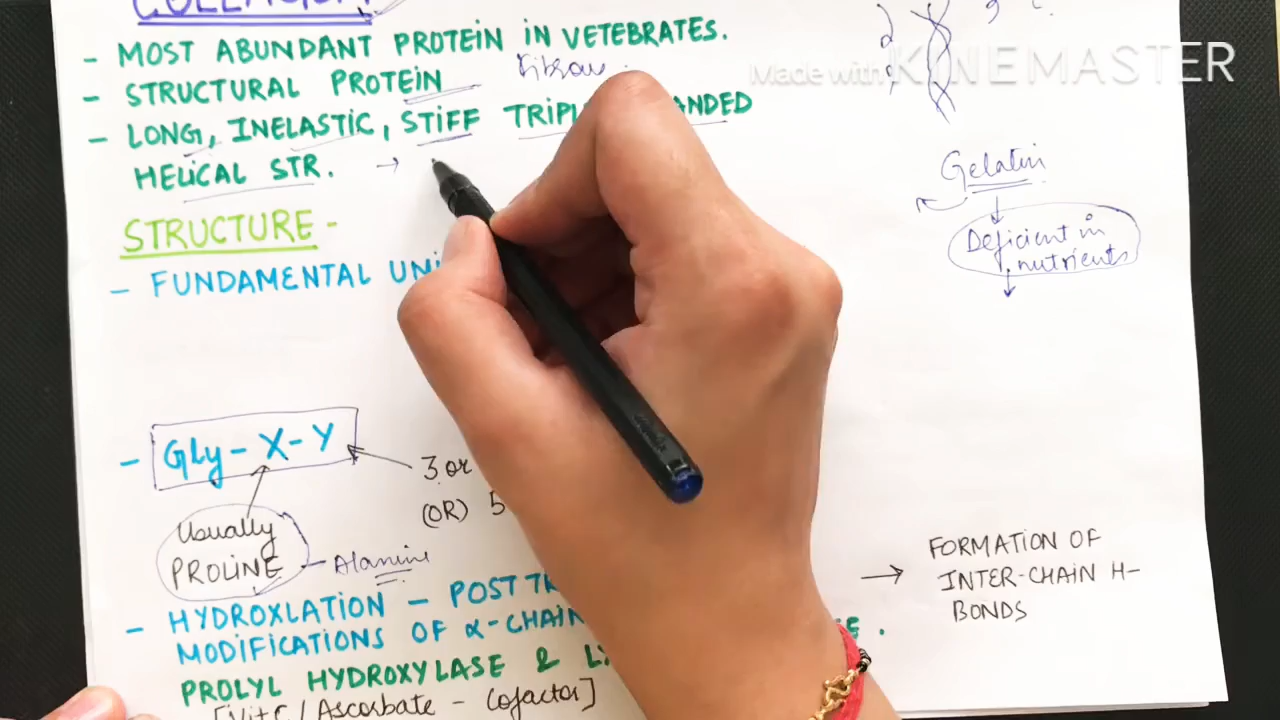 COLLAGEN
- MOST ABUNDANT PROTEIN IN VETEBRATES.
- STRUCTURAL PROTEIN
- LONG, INELASTIC, STIFF TRIPL ANDED
HELICAL STR. →
STRUCTURE -
- FUNDAMENTAL UNI
- Gly - X - Y
3 or
(OR) 5
Usually
PROLINE - Alanine
- HYDROXLATION - POST TR
MODIFICATIONS OF α-CHAIN E.
PROLYL HYDROXYLASE & L
[Vit C / Ascorbate - Cofactor]
Made with KINEMASTER
Gelatin
Deficient in
nutrients
→ FORMATION OF
INTER-CHAIN H-
BONDS